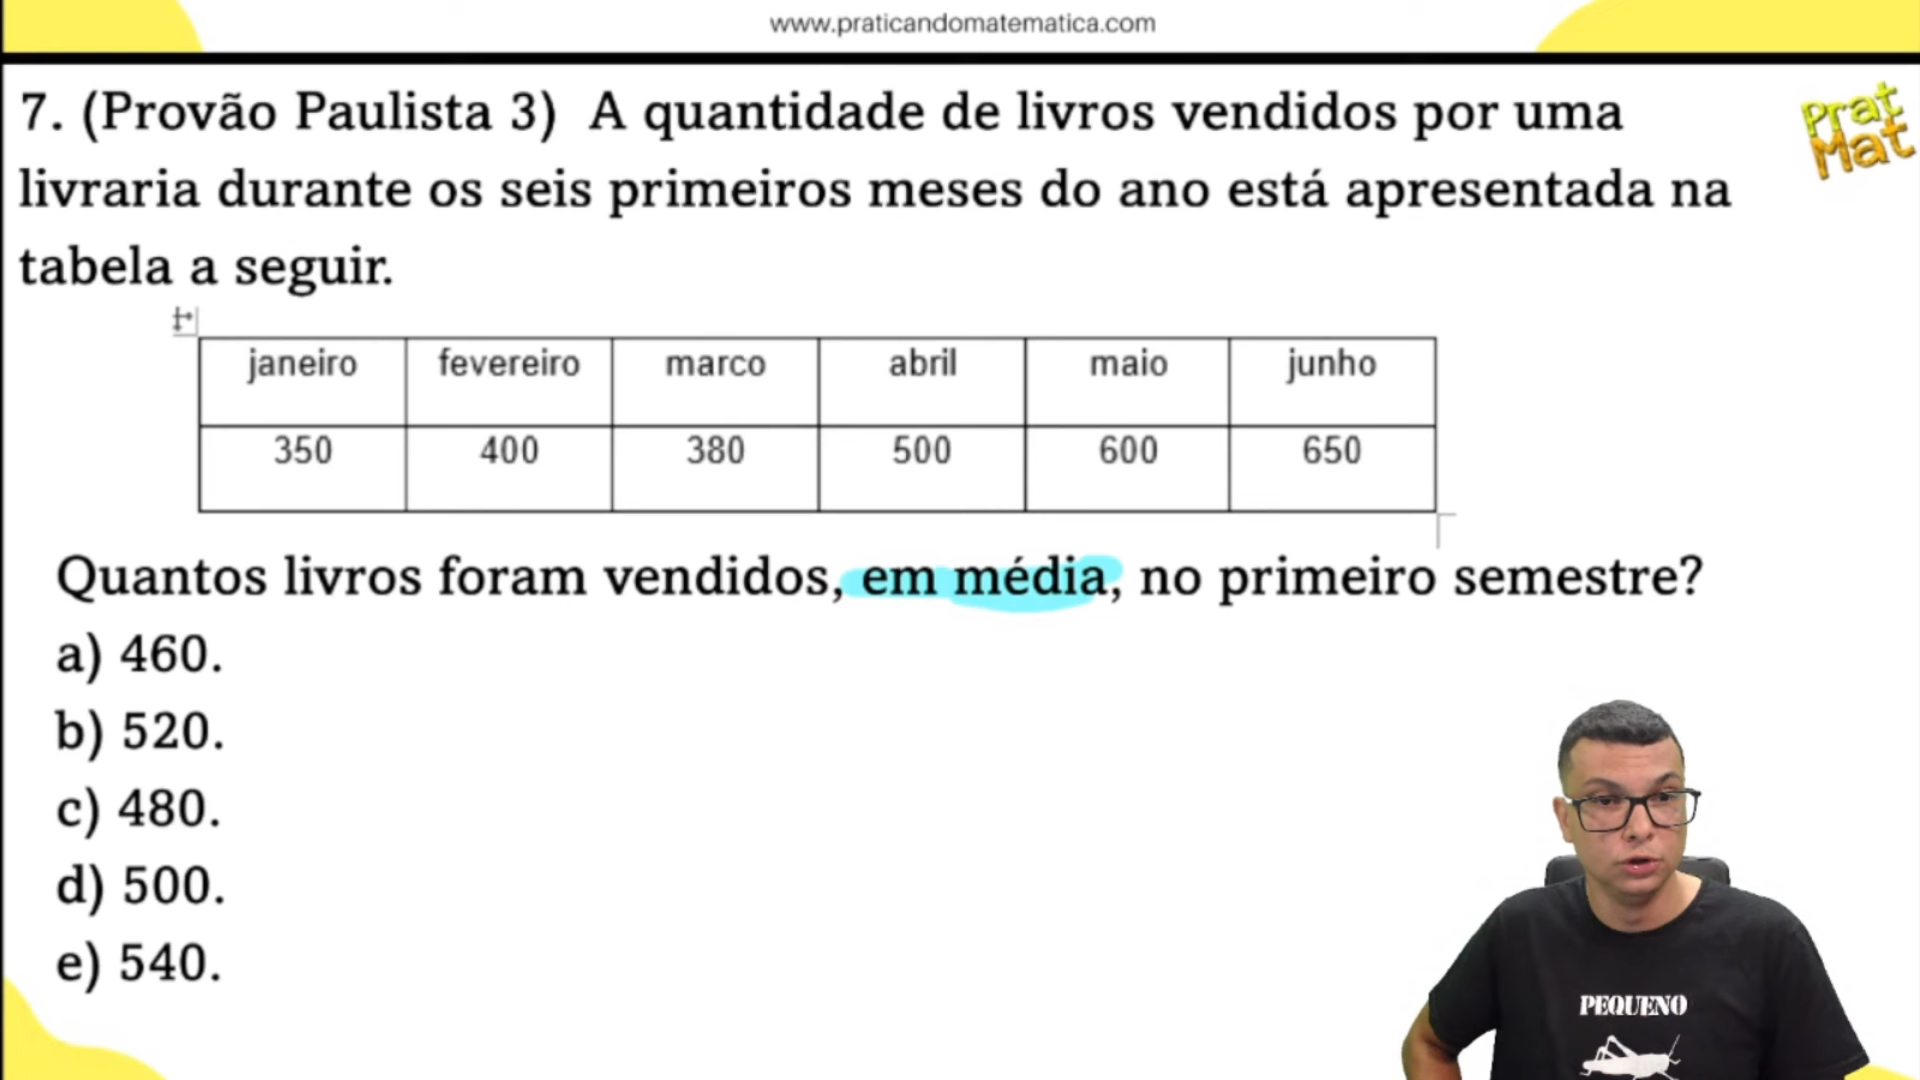 www.praticandomatematica.com
7. (Provão Paulista 3) A quantidade de livros vendidos por uma
livraria durante os seis primeiros meses do ano está apresentada na
tabela a seguir.
Prat
Mat
janeiro fevereiro marco abril maio junho
350 400 380 500 600 650
Quantos livros foram vendidos, em média, no primeiro semestre?
a) 460.
b) 520.
c) 480.
d) 500.
e) 540.
PEQUENO